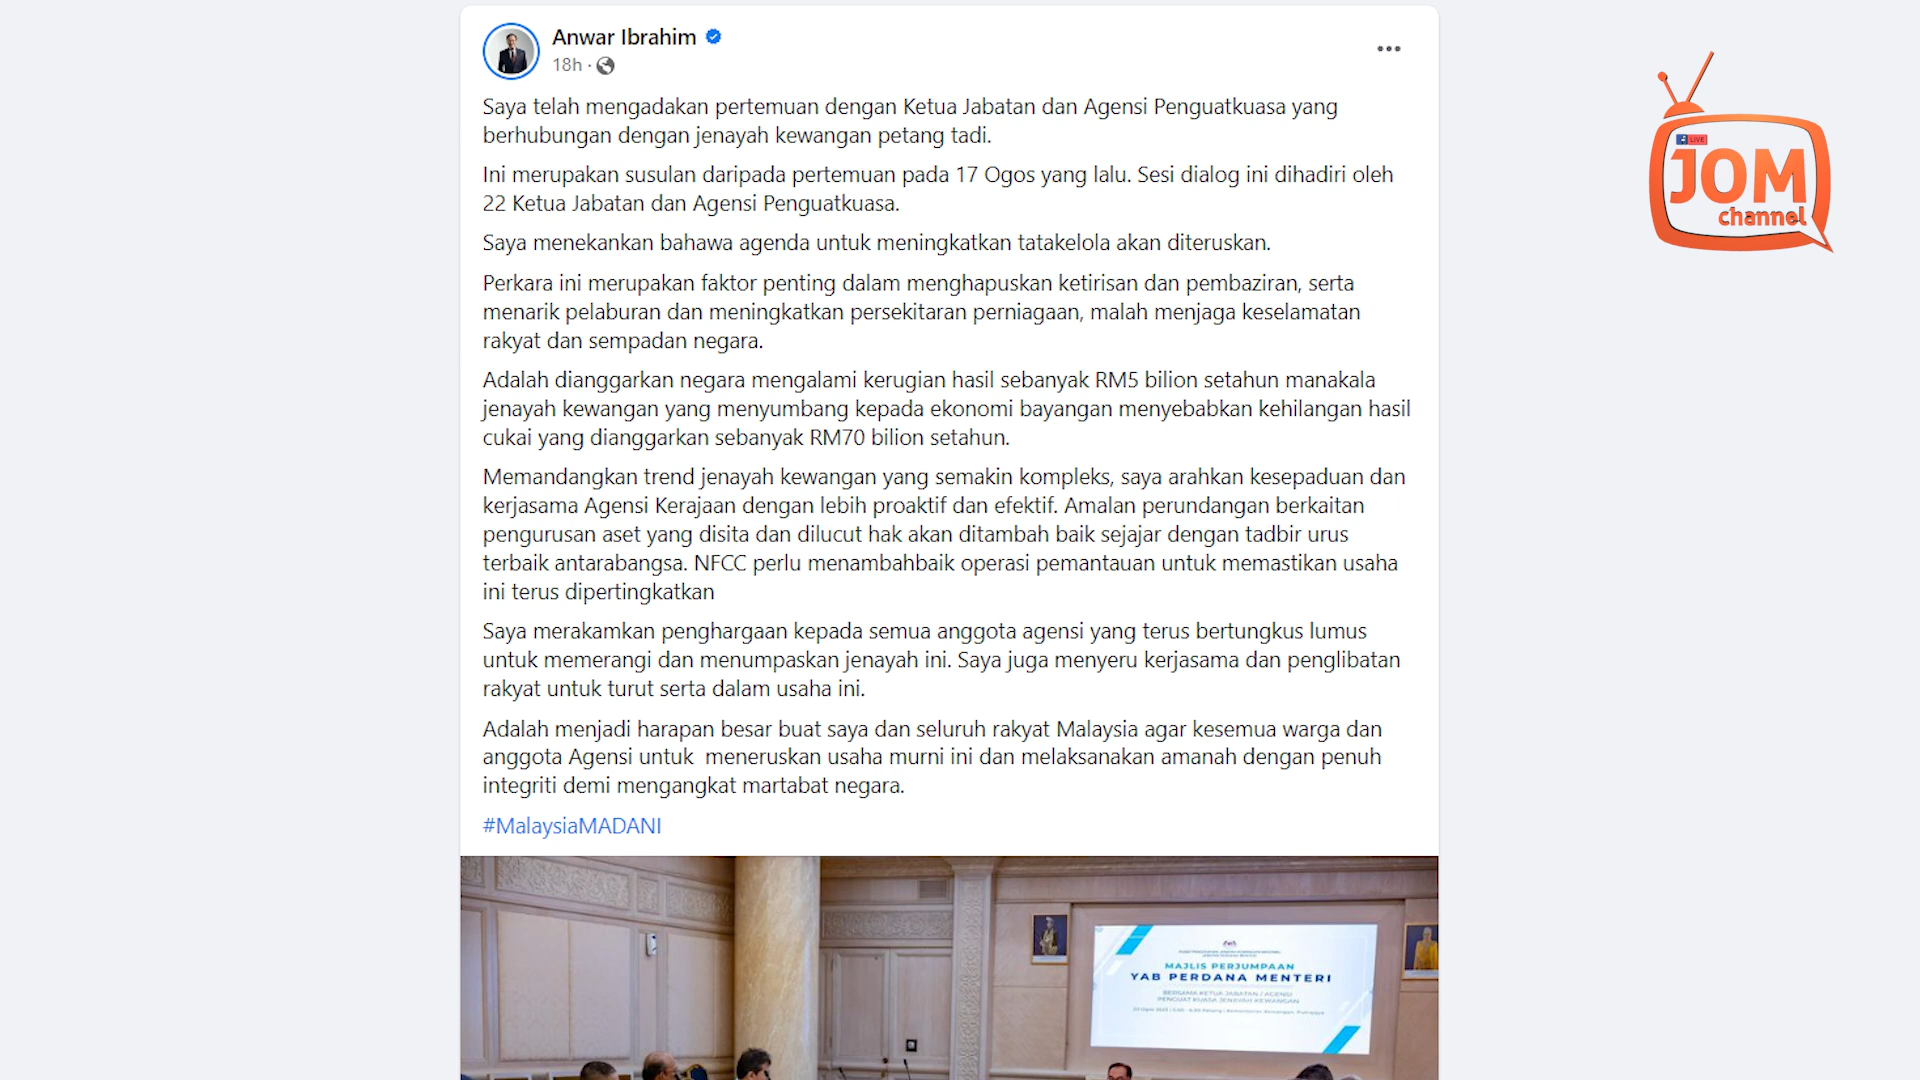 Anwar Ibrahim
18h ·
Saya telah mengadakan pertemuan dengan Ketua Jabatan dan Agensi Penguatkuasa yang
berhubungan dengan jenayah kewangan petang tadi.
Ini merupakan susulan daripada pertemuan pada 17 Ogos yang lalu. Sesi dialog ini dihadiri oleh
22 Ketua Jabatan dan Agensi Penguatkuasa.
Saya menekankan bahawa agenda untuk meningkatkan tatakelola akan diteruskan.
Perkara ini merupakan faktor penting dalam menghapuskan ketirisan dan pembaziran, serta
menarik pelaburan dan meningkatkan persekitaran perniagaan, malah menjaga keselamatan
rakyat dan sempadan negara.
Adalah dianggarkan negara mengalami kerugian hasil sebanyak RM5 bilion setahun manakala
jenayah kewangan yang menyumbang kepada ekonomi bayangan menyebabkan kehilangan hasil
cukai yang dianggarkan sebanyak RM70 bilion setahun.
Memandangkan trend jenayah kewangan yang semakin kompleks, saya arahkan kesepaduan dan
kerjasama Agensi Kerajaan dengan lebih proaktif dan efektif. Amalan perundangan berkaitan
pengurusan aset yang disita dan dilucut hak akan ditambah baik sejajar dengan tadbir urus
terbaik antarabangsa. NFCC perlu menambahbaik operasi pemantauan untuk memastikan usaha
ini terus dipertingkatkan
Saya merakamkan penghargaan kepada semua anggota agensi yang terus bertungkus lumus
untuk memerangi dan menumpaskan jenayah ini. Saya juga menyeru kerjasama dan penglibatan
rakyat untuk turut serta dalam usaha ini.
Adalah menjadi harapan besar buat saya dan seluruh rakyat Malaysia agar kesemua warga dan
anggota Agensi untuk  meneruskan usaha murni ini dan melaksanakan amanah dengan penuh
integriti demi mengangkat martabat negara.
#MalaysiaMADANI
MAJLIS PERJUMPAAN
YAB PERDANA MENTERI
BERSAMA KETUA JABATAN / AGENSI
PENGUAT KUASA JENAYAH KEWANGAN
LIVE
JOM
channel